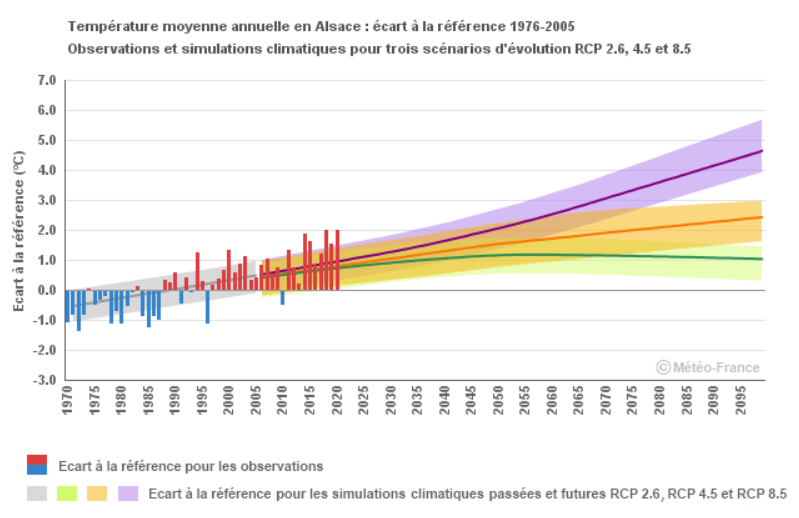 Température moyenne annuelle en Alsace : écart à la référence 1976-2005
Observations et simulations climatiques pour trois scénarios d'évolution RCP 2.6, 4.5 et 8.5
Ecart à la référence (°C)
7.0
6.0
5.0
4.0
3.0
2.0
1.0
0.0
-1.0
-2.0
-3.0
© Météo-France
1970 1975 1980 1985 1990 1995 2000 2005 2010 2015 2020 2025 2030 2035 2040 2045 2050 2055 2060 2065 2070 2075 2080 2085 2090 2095
Ecart à la référence pour les observations
Ecart à la référence pour les simulations climatiques passées et futures RCP 2.6, RCP 4.5 et RCP 8.5